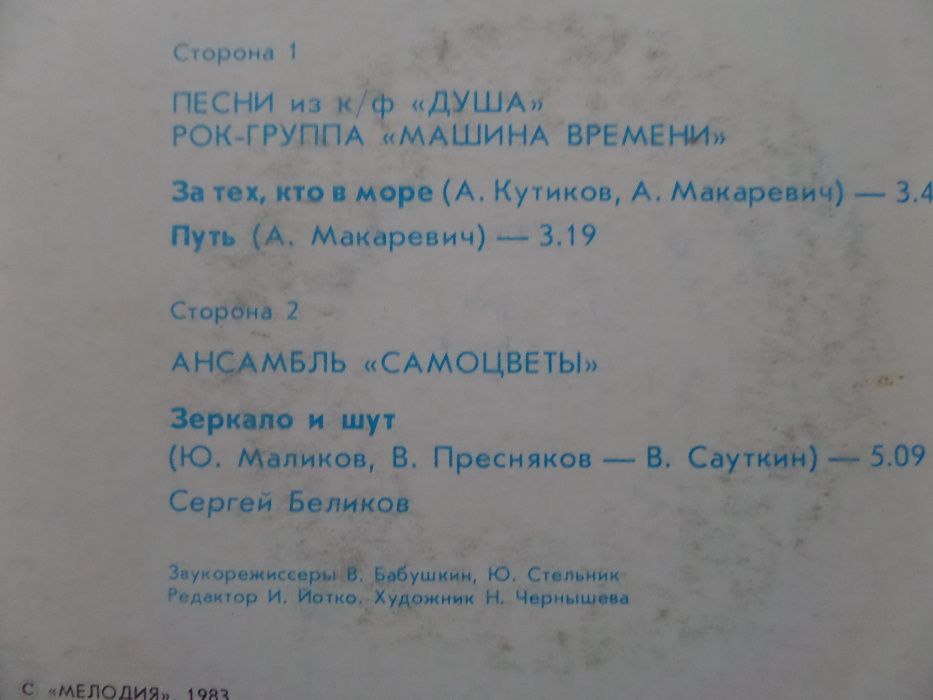 Сторона 1
ПЕСНИ из к/ф «ДУША»
РОК-ГРУППА «МАШИНА ВРЕМЕНИ»
За тех, кто в море (А. Кутиков, А. Макаревич) — 3.4
Путь (А. Макаревич) — 3.19
Сторона 2
АНСАМБЛЬ «САМОЦВЕТЫ»
Зеркало и шут
(Ю. Маликов, В. Пресняков — В. Сауткин) — 5.09
Сергей Беликов
Звукорежиссеры В. Бабушкин, Ю. Стельник
Редактор И. Йотко. Художник Н. Чернышева
С «МЕЛОДИЯ», 1983